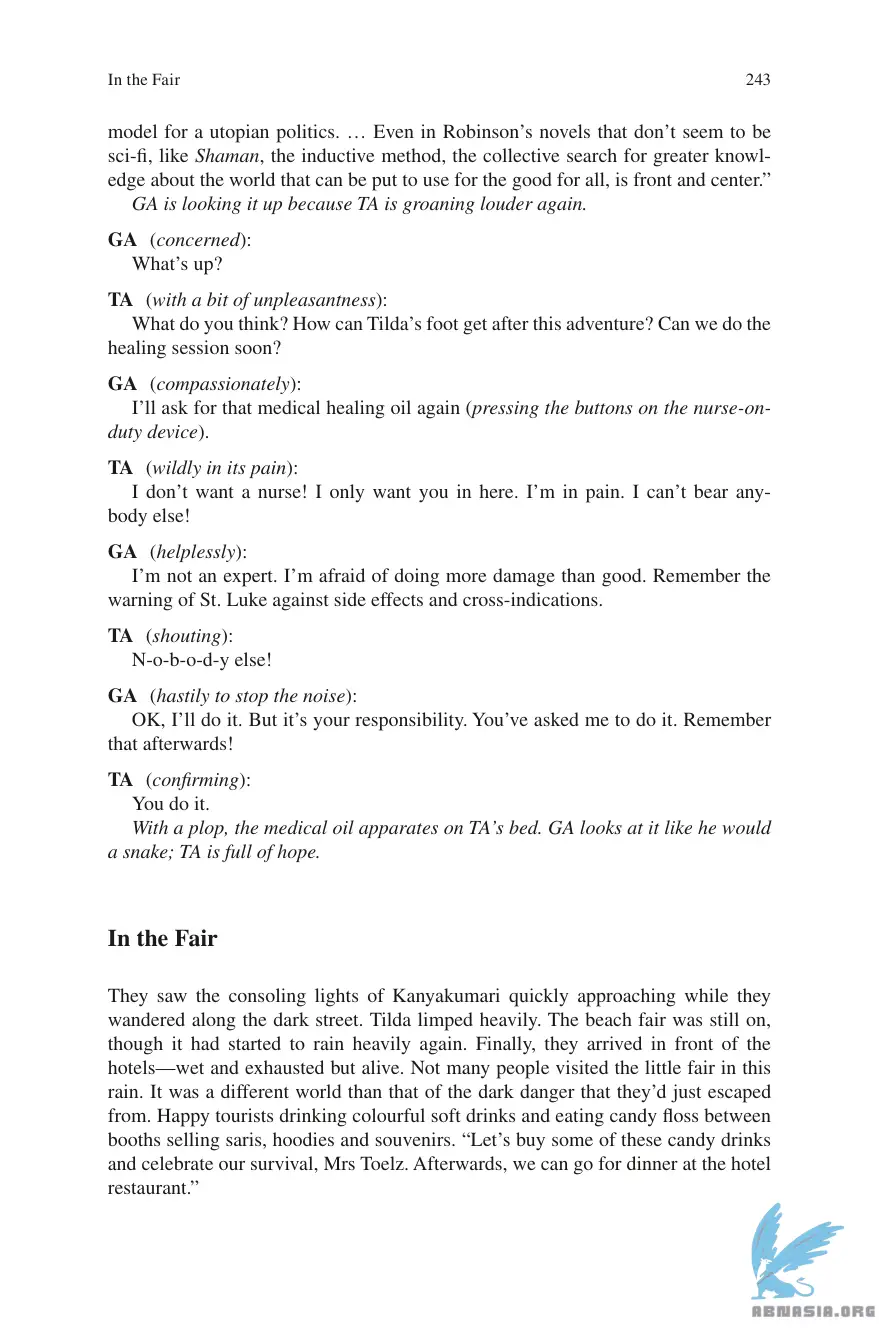 In the Fair 243
model for a utopian politics. … Even in Robinson’s novels that don’t seem to be
sci-fi, like Shaman, the inductive method, the collective search for greater knowl-
edge about the world that can be put to use for the good for all, is front and center.”
GA is looking it up because TA is groaning louder again.
GA (concerned):
What’s up?
TA (with a bit of unpleasantness):
What do you think? How can Tilda’s foot get after this adventure? Can we do the
healing session soon?
GA (compassionately):
I’ll ask for that medical healing oil again (pressing the buttons on the nurse-on-
duty device).
TA (wildly in its pain):
I don’t want a nurse! I only want you in here. I’m in pain. I can’t bear any-
body else!
GA (helplessly):
I’m not an expert. I’m afraid of doing more damage than good. Remember the
warning of St. Luke against side effects and cross-indications.
TA (shouting):
N-o-b-o-d-y else!
GA (hastily to stop the noise):
OK, I’ll do it. But it’s your responsibility. You’ve asked me to do it. Remember
that afterwards!
TA (confirming):
You do it.
With a plop, the medical oil apparates on TA’s bed. GA looks at it like he would
a snake; TA is full of hope.
In the Fair
They saw the consoling lights of Kanyakumari quickly approaching while they
wandered along the dark street. Tilda limped heavily. The beach fair was still on,
though it had started to rain heavily again. Finally, they arrived in front of the
hotels—wet and exhausted but alive. Not many people visited the little fair in this
rain. It was a different world than that of the dark danger that they’d just escaped
from. Happy tourists drinking colourful soft drinks and eating candy floss between
booths selling saris, hoodies and souvenirs. “Let’s buy some of these candy drinks
and celebrate our survival, Mrs Toelz. Afterwards, we can go for dinner at the hotel
restaurant.”
ABNASIA.ORG